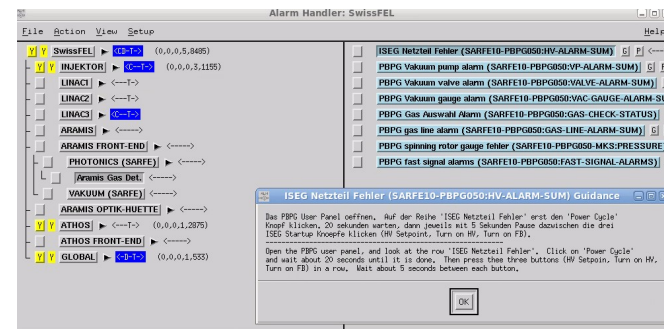 Alarm Handler: SwissFEL
File Action View Setup Help
Y Y SwissFEL <CD-T-> (0,0,0,5,8485)
Y Y INJEKTOR <C--T-> (0,0,0,3,1155)
LINAC1 <---T->
LINAC2 <---T->
LINAC3 <C--T->
ARAMIS <----->
ARAMIS FRONT-END <----->
PHOTONICS (SARFE) <----->
Aramis Gas Det. <----->
VAKUUM (SARFE) <----->
ARAMIS OPTIK-HUETTE <----->
Y Y ATHOS <---T-> (0,0,0,1,2875)
ATHOS FRONT-END <----->
Y Y GLOBAL <-D-T-> (0,0,0,1,533)
ISEG Netzteil Fehler (SARFE10-PBPG050:HV-ALARM-SUM) G P <---
PBPG Vakuum pump alarm (SARFE10-PBPG050:VP-ALARM-SUM) G
PBPG Vakuum valve alarm (SARFE10-PBPG050:VALVE-ALARM-SUM)
PBPG Vakuum gauge alarm (SARFE10-PBPG050:VAC-GAUGE-ALARM-SU
PBPG Gas Auswahl Alarm (SARFE10-PBPG050:GAS-CHECK-STATUS)
PBPG gas line alarm (SARFE10-PBPG050:GAS-LINE-ALARM-SUM) G
PBPG spinning rotor gauge fehler (SARFE10-PBPG050-MKS:PRESSURE)
PBPG fast signal alarms (SARFE10-PBPG050:FAST-SIGNAL-ALARMS)
ISEG Netzteil Fehler (SARFE10-PBPG050:HV-ALARM-SUM) Guidance
Das PBPG User Panel oeffnen. Auf der Reihe 'ISEG Netzteil Fehler' erst den 'Power Cycle'
Knopf klicken. 20 sekunden warten, dann jeweils mit 5 Sekunden Pause dazwischen die drei
ISEG Startup Knoepfe klicken (HV Setpoint, Turn on HV, Turn on FB).
------------------------------------------------------------
Open the PBPG user panel, and look at the row 'ISEG Netzteil Fehler'. Click on 'Power Cycle'
and wait about 20 seconds until it is done. Then press thee three buttons (HV Setpoin, Turn on HV,
Turn on FB) in a row. Wait about 5 seconds between each button.
OK